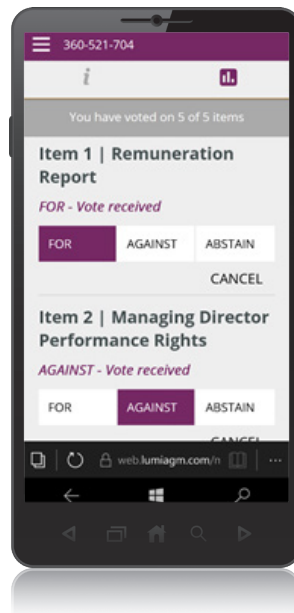 360-521-704
i
You have voted on 5 of 5 items
Item 1 | Remuneration
Report
FOR - Vote received
FOR AGAINST ABSTAIN
CANCEL
Item 2 | Managing Director
Performance Rights
AGAINST - Vote received
FOR AGAINST ABSTAIN
CANCEL
web.lumiagm.com/n